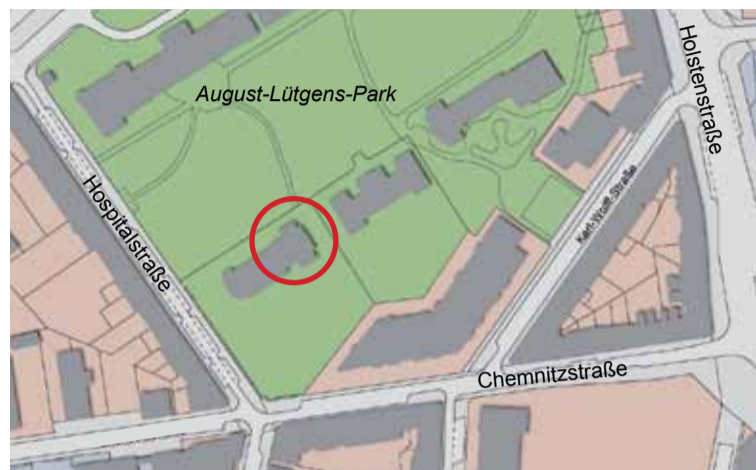 Holstenstraße
August-Lütgens-Park
Hospitalstraße
Karl-Wolff-Straße
Chemnitzstraße